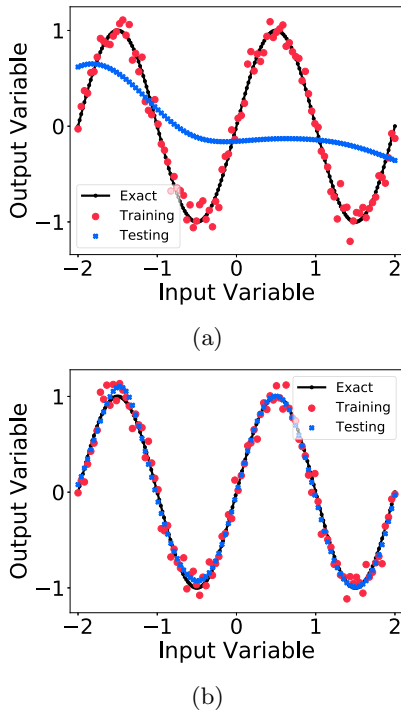 1
0
−1
Output Variable
Exact
Training
Testing
−2 −1 0 1 2
Input Variable
(a)
1
0
−1
Output Variable
Exact
Training
Testing
−2 −1 0 1 2
Input Variable
(b)